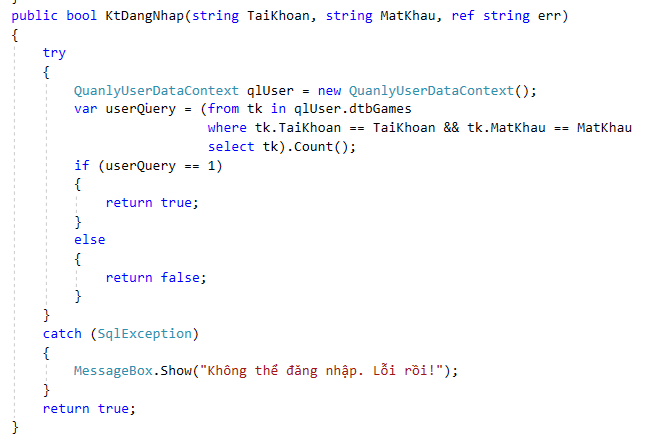 public bool KtDangNhap(string TaiKhoan, string MatKhau, ref string err)
{
try
{
QuanlyUserDataContext qlUser = new QuanlyUserDataContext();
var userQuery = (from tk in qlUser.dtbGames
where tk.TaiKhoan == TaiKhoan && tk.MatKhau == MatKhau
select tk).Count();
if (userQuery == 1)
{
return true;
}
else
{
return false;
}
}
catch (SqlException)
{
MessageBox.Show("Không thể đăng nhập. Lỗi rồi!");
}
return true;
}